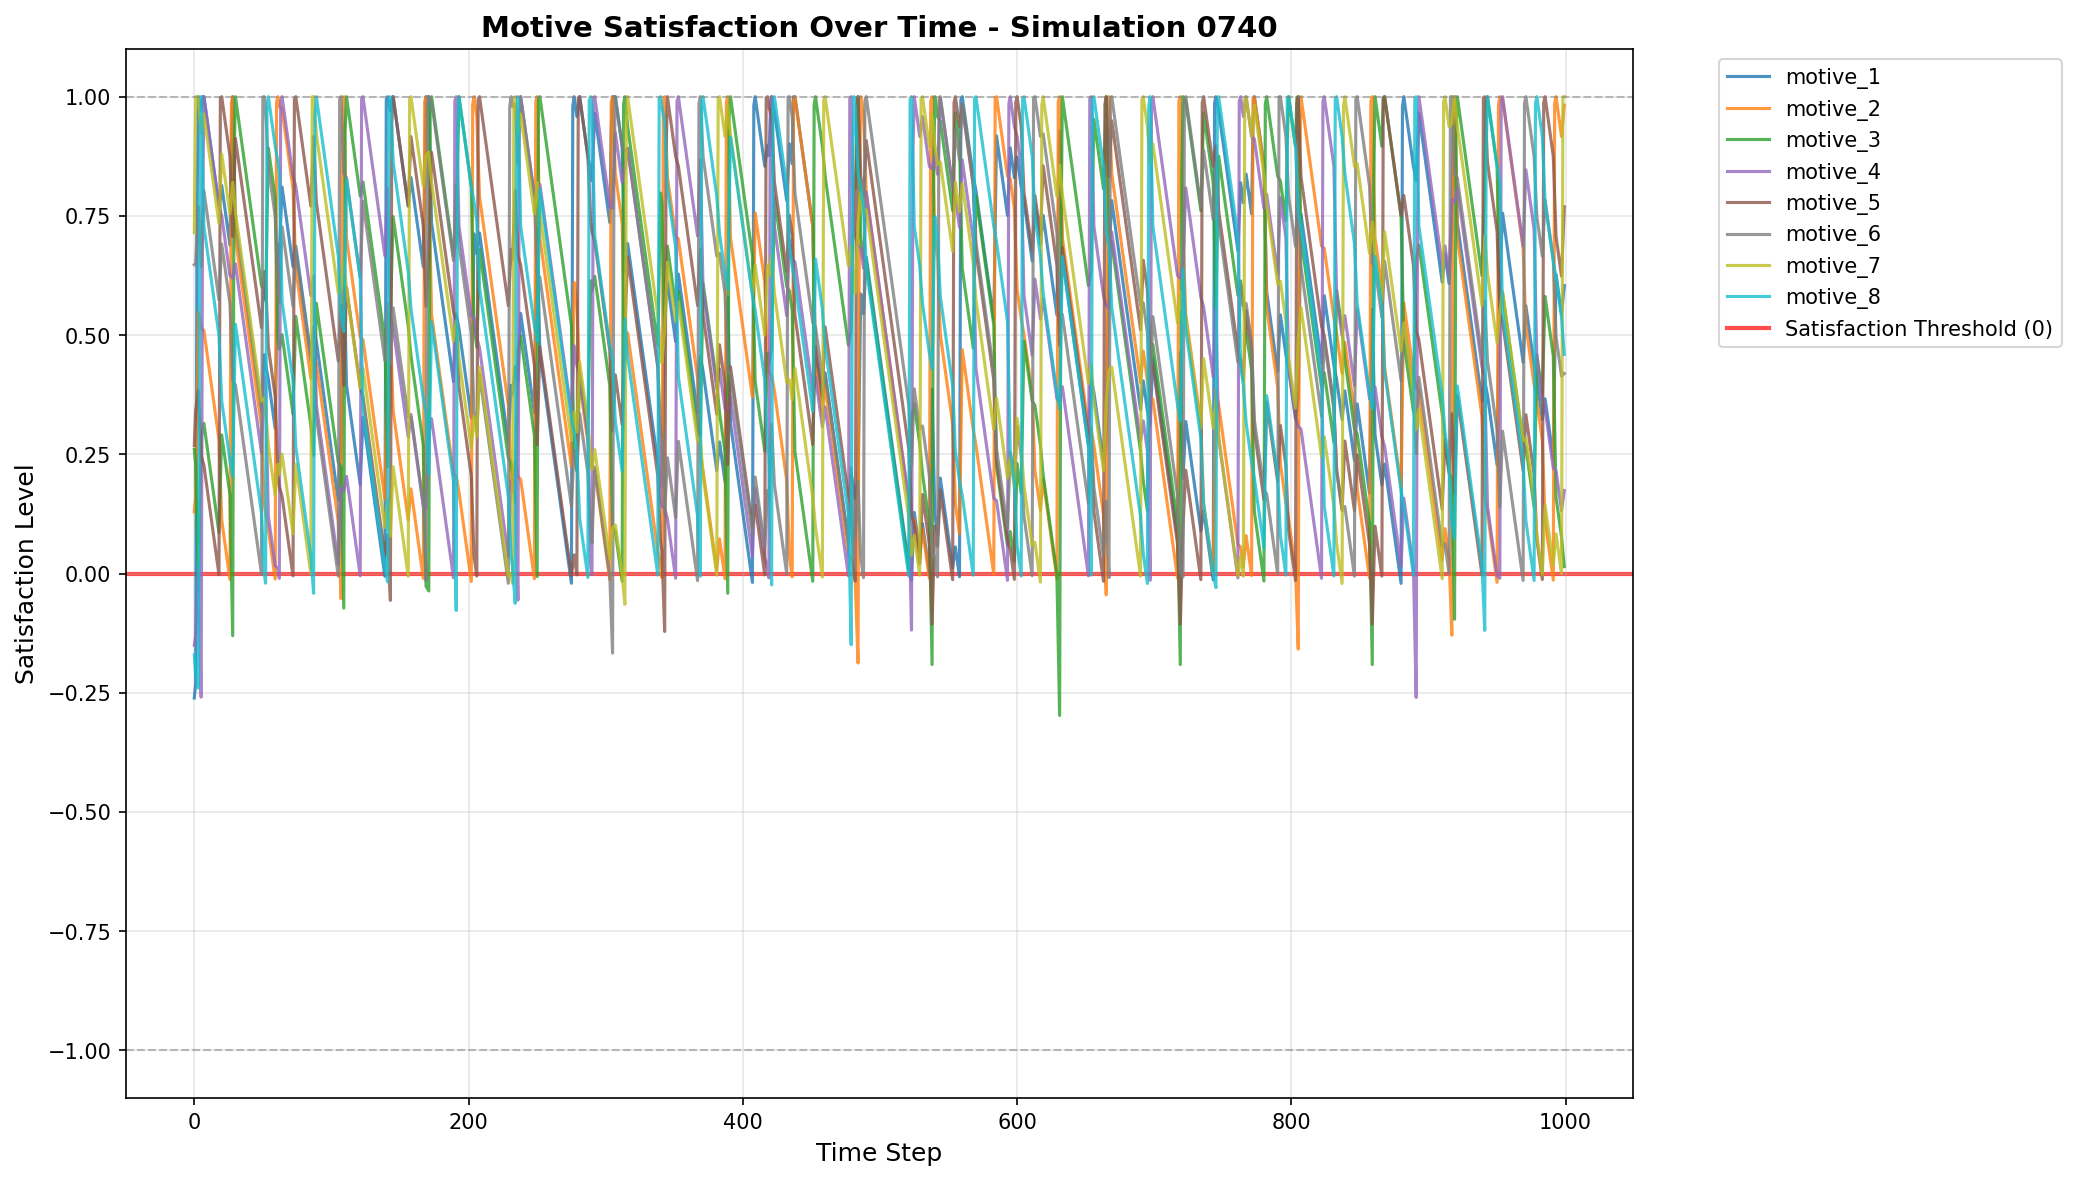 Motive Satisfaction Over Time - Simulation 0740
Satisfaction Level
1.00
0.75
0.50
0.25
0.00
−0.25
−0.50
−0.75
−1.00
0
200
400
600
800
1000
Time Step
motive_1
motive_2
motive_3
motive_4
motive_5
motive_6
motive_7
motive_8
Satisfaction Threshold (0)